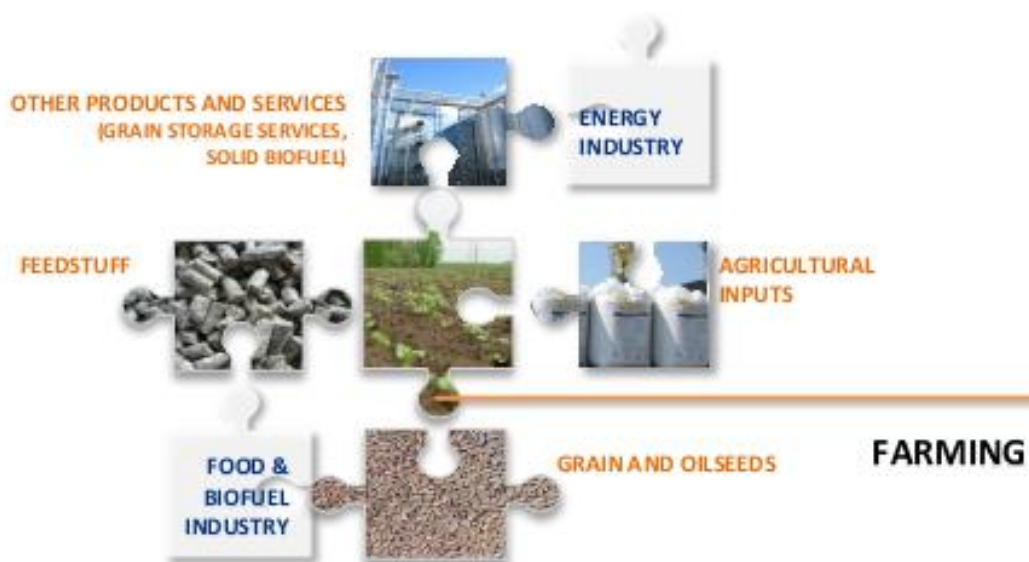 OTHER PRODUCTS AND SERVICES
(GRAIN STORAGE SERVICES,
SOLID BIOFUEL)
ENERGY
INDUSTRY
FEEDSTUFF
AGRICULTURAL
INPUTS
FOOD &
BIOFUEL
INDUSTRY
GRAIN AND OILSEEDS
FARMING